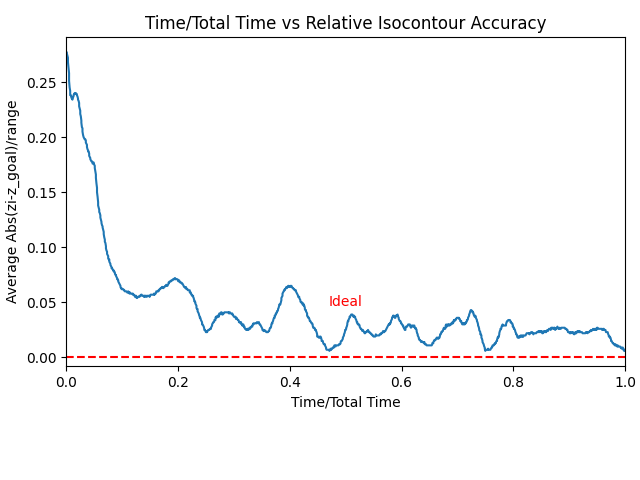 Time/Total Time vs Relative Isocontour Accuracy
Average Abs(zi-z_goal)/range
0.25
0.20
0.15
0.10
0.05
0.00
Ideal
0.0 0.2 0.4 0.6 0.8 1.0
Time/Total Time